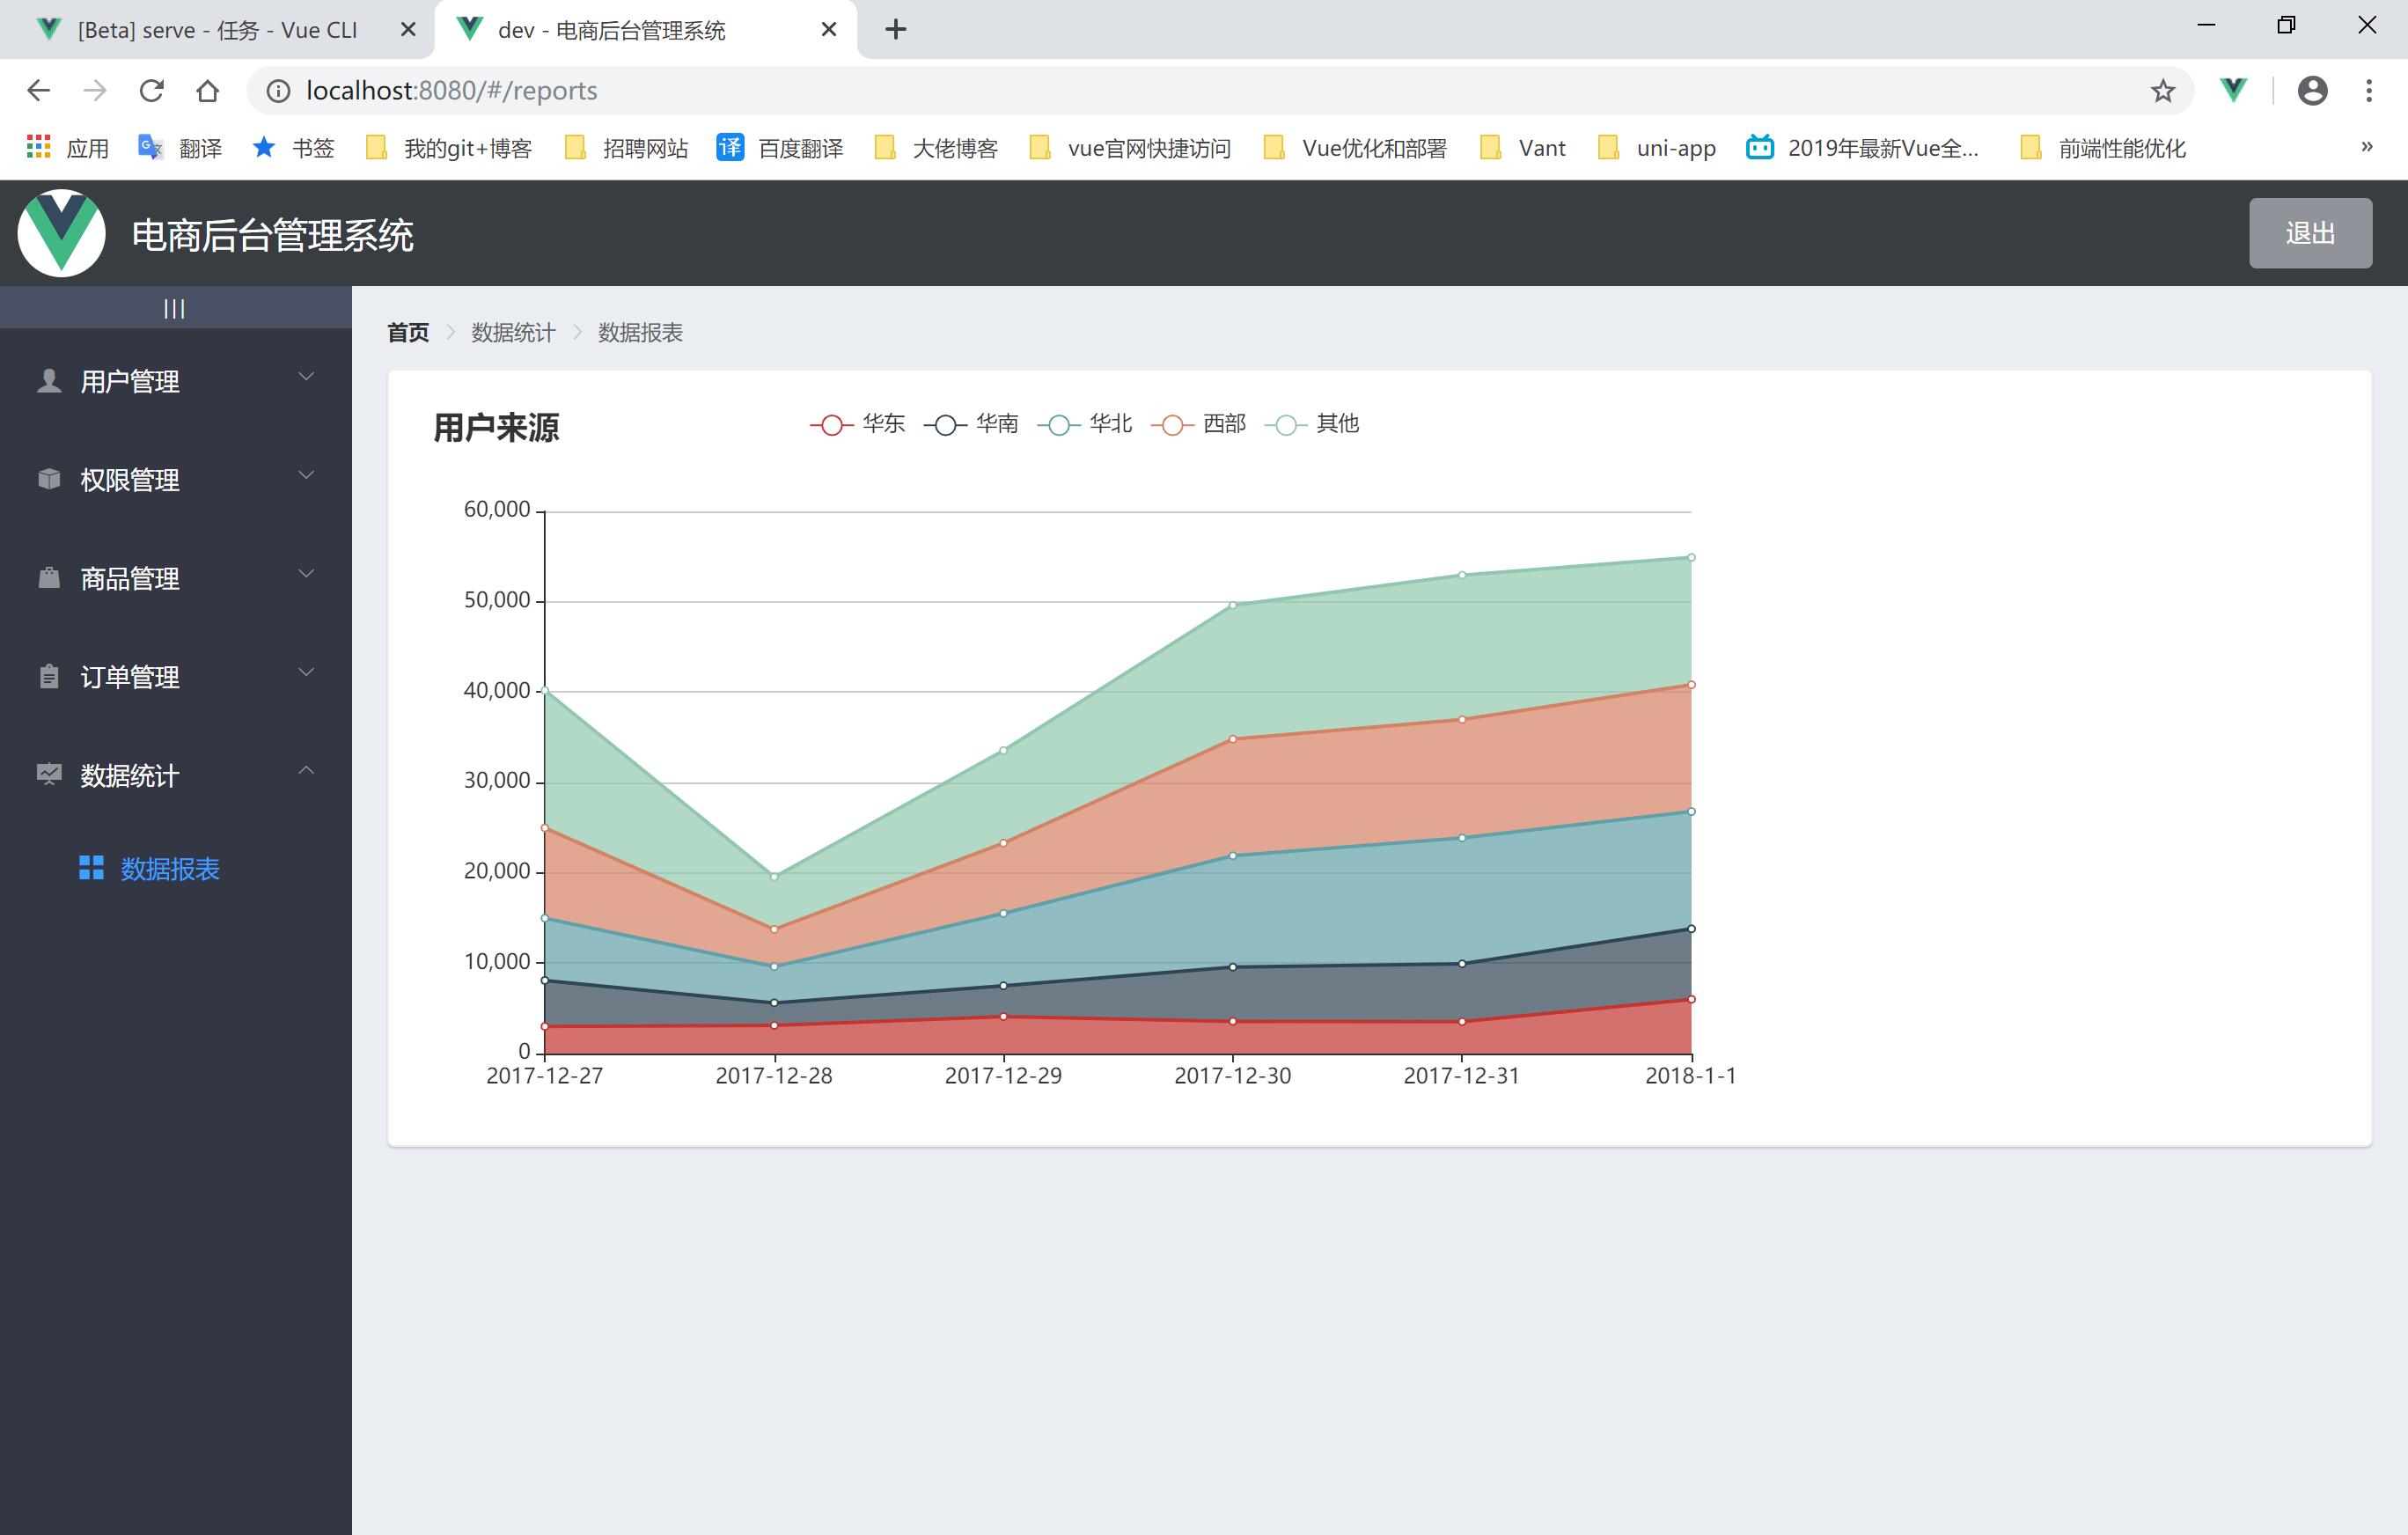 [Beta] serve - 任务 - Vue CLI
dev - 电商后台管理系统
localhost:8080/#/reports
应用 翻译 书签 我的git+博客 招聘网站 译 百度翻译 大佬博客 vue官网快捷访问 Vue优化和部署 Vant uni-app 2019年最新Vue全... 前端性能优化 »
电商后台管理系统
退出
|||
用户管理
权限管理
商品管理
订单管理
数据统计
数据报表
首页 数据统计 数据报表
用户来源
华东 华南 华北 西部 其他
60,000
50,000
40,000
30,000
20,000
10,000
0
2017-12-27 2017-12-28 2017-12-29 2017-12-30 2017-12-31 2018-1-1